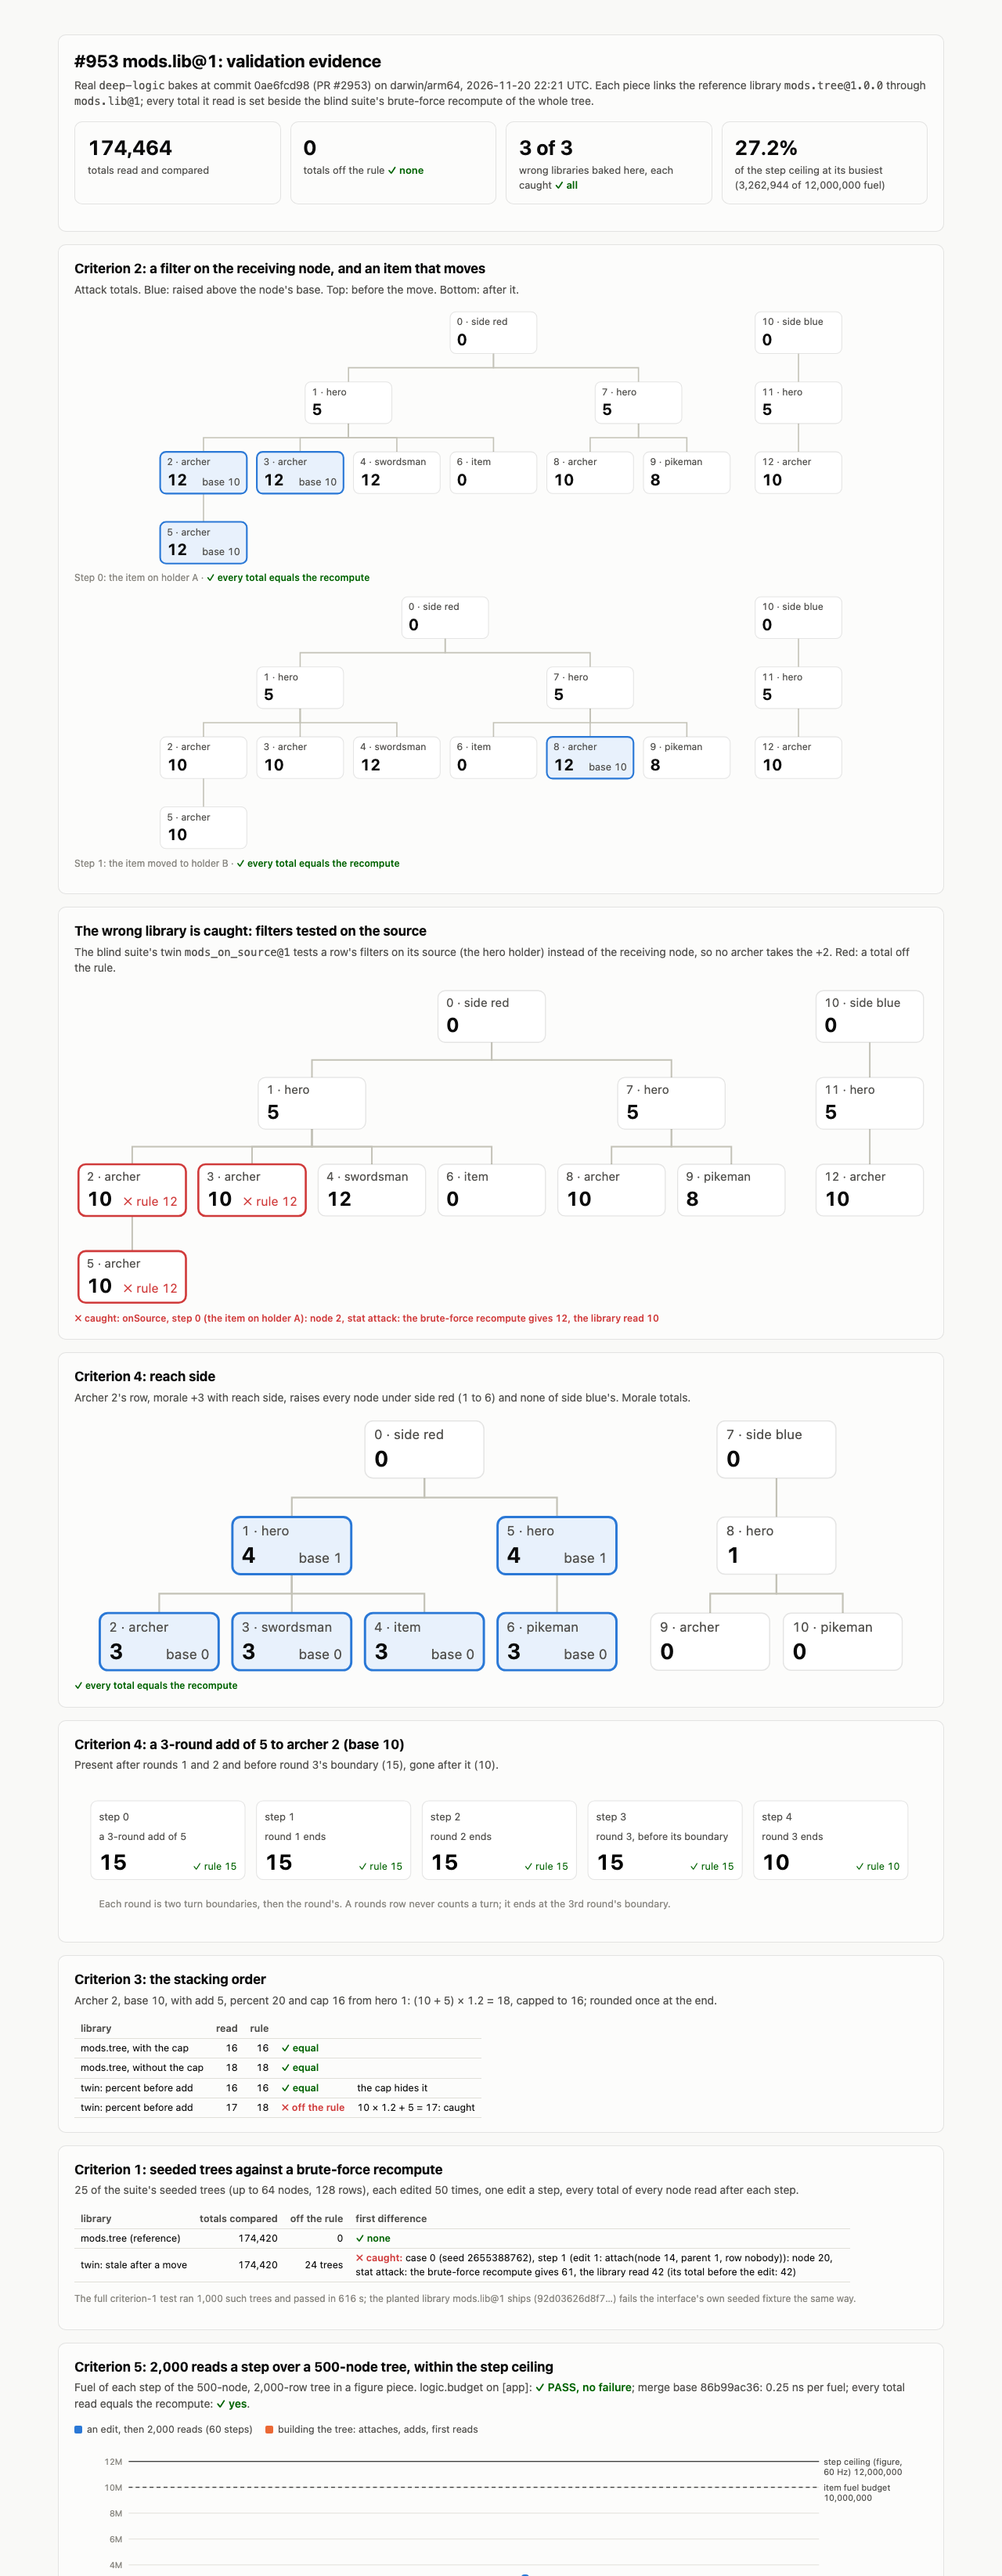 #953 mods.lib@1: validation evidence
Real deep-logic bakes at commit 0ae6fcd98 (PR #2953) on darwin/arm64, 2026-11-20 22:21 UTC. Each piece links the reference library mods.tree@1.0.0 through
mods.lib@1; every total it read is set beside the blind suite's brute-force recompute of the whole tree.
174,464
totals read and compared
0
totals off the rule ✓ none
3 of 3
wrong libraries baked here, each
caught ✓ all
27.2%
of the step ceiling at its busiest
(3,262,944 of 12,000,000 fuel)
Criterion 2: a filter on the receiving node, and an item that moves
Attack totals. Blue: raised above the node's base. Top: before the move. Bottom: after it.
0 · side red
0
10 · side blue
0
1 · hero
5
7 · hero
5
11 · hero
5
2 · archer
12 base 10
3 · archer
12 base 10
4 · swordsman
12
6 · item
0
8 · archer
10
9 · pikeman
8
12 · archer
10
5 · archer
12 base 10
Step 0: the item on holder A · ✓ every total equals the recompute
0 · side red
0
10 · side blue
0
1 · hero
5
7 · hero
5
11 · hero
5
2 · archer
10
3 · archer
10
4 · swordsman
12
6 · item
0
8 · archer
12 base 10
9 · pikeman
8
12 · archer
10
5 · archer
10
Step 1: the item moved to holder B · ✓ every total equals the recompute
The wrong library is caught: filters tested on the source
The blind suite's twin mods_on_source@1 tests a row's filters on its source (the hero holder) instead of the receiving node, so no archer takes the +2. Red: a total off
the rule.
0 · side red
0
10 · side blue
0
1 · hero
5
7 · hero
5
11 · hero
5
2 · archer
10 ✕ rule 12
3 · archer
10 ✕ rule 12
4 · swordsman
12
6 · item
0
8 · archer
10
9 · pikeman
8
12 · archer
10
5 · archer
10 ✕ rule 12
✕ caught: onSource, step 0 (the item on holder A): node 2, stat attack: the brute-force recompute gives 12, the library read 10
Criterion 4: reach side
Archer 2's row, morale +3 with reach side, raises every node under side red (1 to 6) and none of side blue's. Morale totals.
0 · side red
0
7 · side blue
0
1 · hero
4 base 1
5 · hero
4 base 1
8 · hero
1
2 · archer
3 base 0
3 · swordsman
3 base 0
4 · item
3 base 0
6 · pikeman
3 base 0
9 · archer
0
10 · pikeman
0
✓ every total equals the recompute
Criterion 4: a 3-round add of 5 to archer 2 (base 10)
Present after rounds 1 and 2 and before round 3's boundary (15), gone after it (10).
step 0
a 3-round add of 5
15 ✓ rule 15
step 1
round 1 ends
15 ✓ rule 15
step 2
round 2 ends
15 ✓ rule 15
step 3
round 3, before its boundary
15 ✓ rule 15
step 4
round 3 ends
10 ✓ rule 10
Each round is two turn boundaries, then the round's. A rounds row never counts a turn; it ends at the 3rd round's boundary.
Criterion 3: the stacking order
Archer 2, base 10, with add 5, percent 20 and cap 16 from hero 1: (10 + 5) × 1.2 = 18, capped to 16; rounded once at the end.
library read rule
mods.tree, with the cap 16 16 ✓ equal
mods.tree, without the cap 18 18 ✓ equal
twin: percent before add 16 16 ✓ equal the cap hides it
twin: percent before add 17 18 ✕ off the rule 10 × 1.2 + 5 = 17: caught
Criterion 1: seeded trees against a brute-force recompute
25 of the suite's seeded trees (up to 64 nodes, 128 rows), each edited 50 times, one edit a step, every total of every node read after each step.
library totals compared off the rule first difference
mods.tree (reference) 174,420 0 ✓ none
twin: stale after a move 174,420 24 trees ✕ caught: case 0 (seed 2655388762), step 1 (edit 1: attach(node 14, parent 1, row nobody)): node 20,
stat attack: the brute-force recompute gives 61, the library read 42 (its total before the edit: 42)
The full criterion-1 test ran 1,000 such trees and passed in 616 s; the planted library mods.lib@1 ships (92d03626d8f7…) fails the interface's own seeded fixture the same way.
Criterion 5: 2,000 reads a step over a 500-node tree, within the step ceiling
Fuel of each step of the 500-node, 2,000-row tree in a figure piece. logic.budget on [app]: ✓ PASS, no failure; merge base 86b99ac36: 0.25 ns per fuel; every total
read equals the recompute: ✓ yes.
an edit, then 2,000 reads (60 steps) building the tree: attaches, adds, first reads
12M
step ceiling (figure,
60 Hz) 12,000,000
10M
item fuel budget
10,000,000
8M
6M
4M